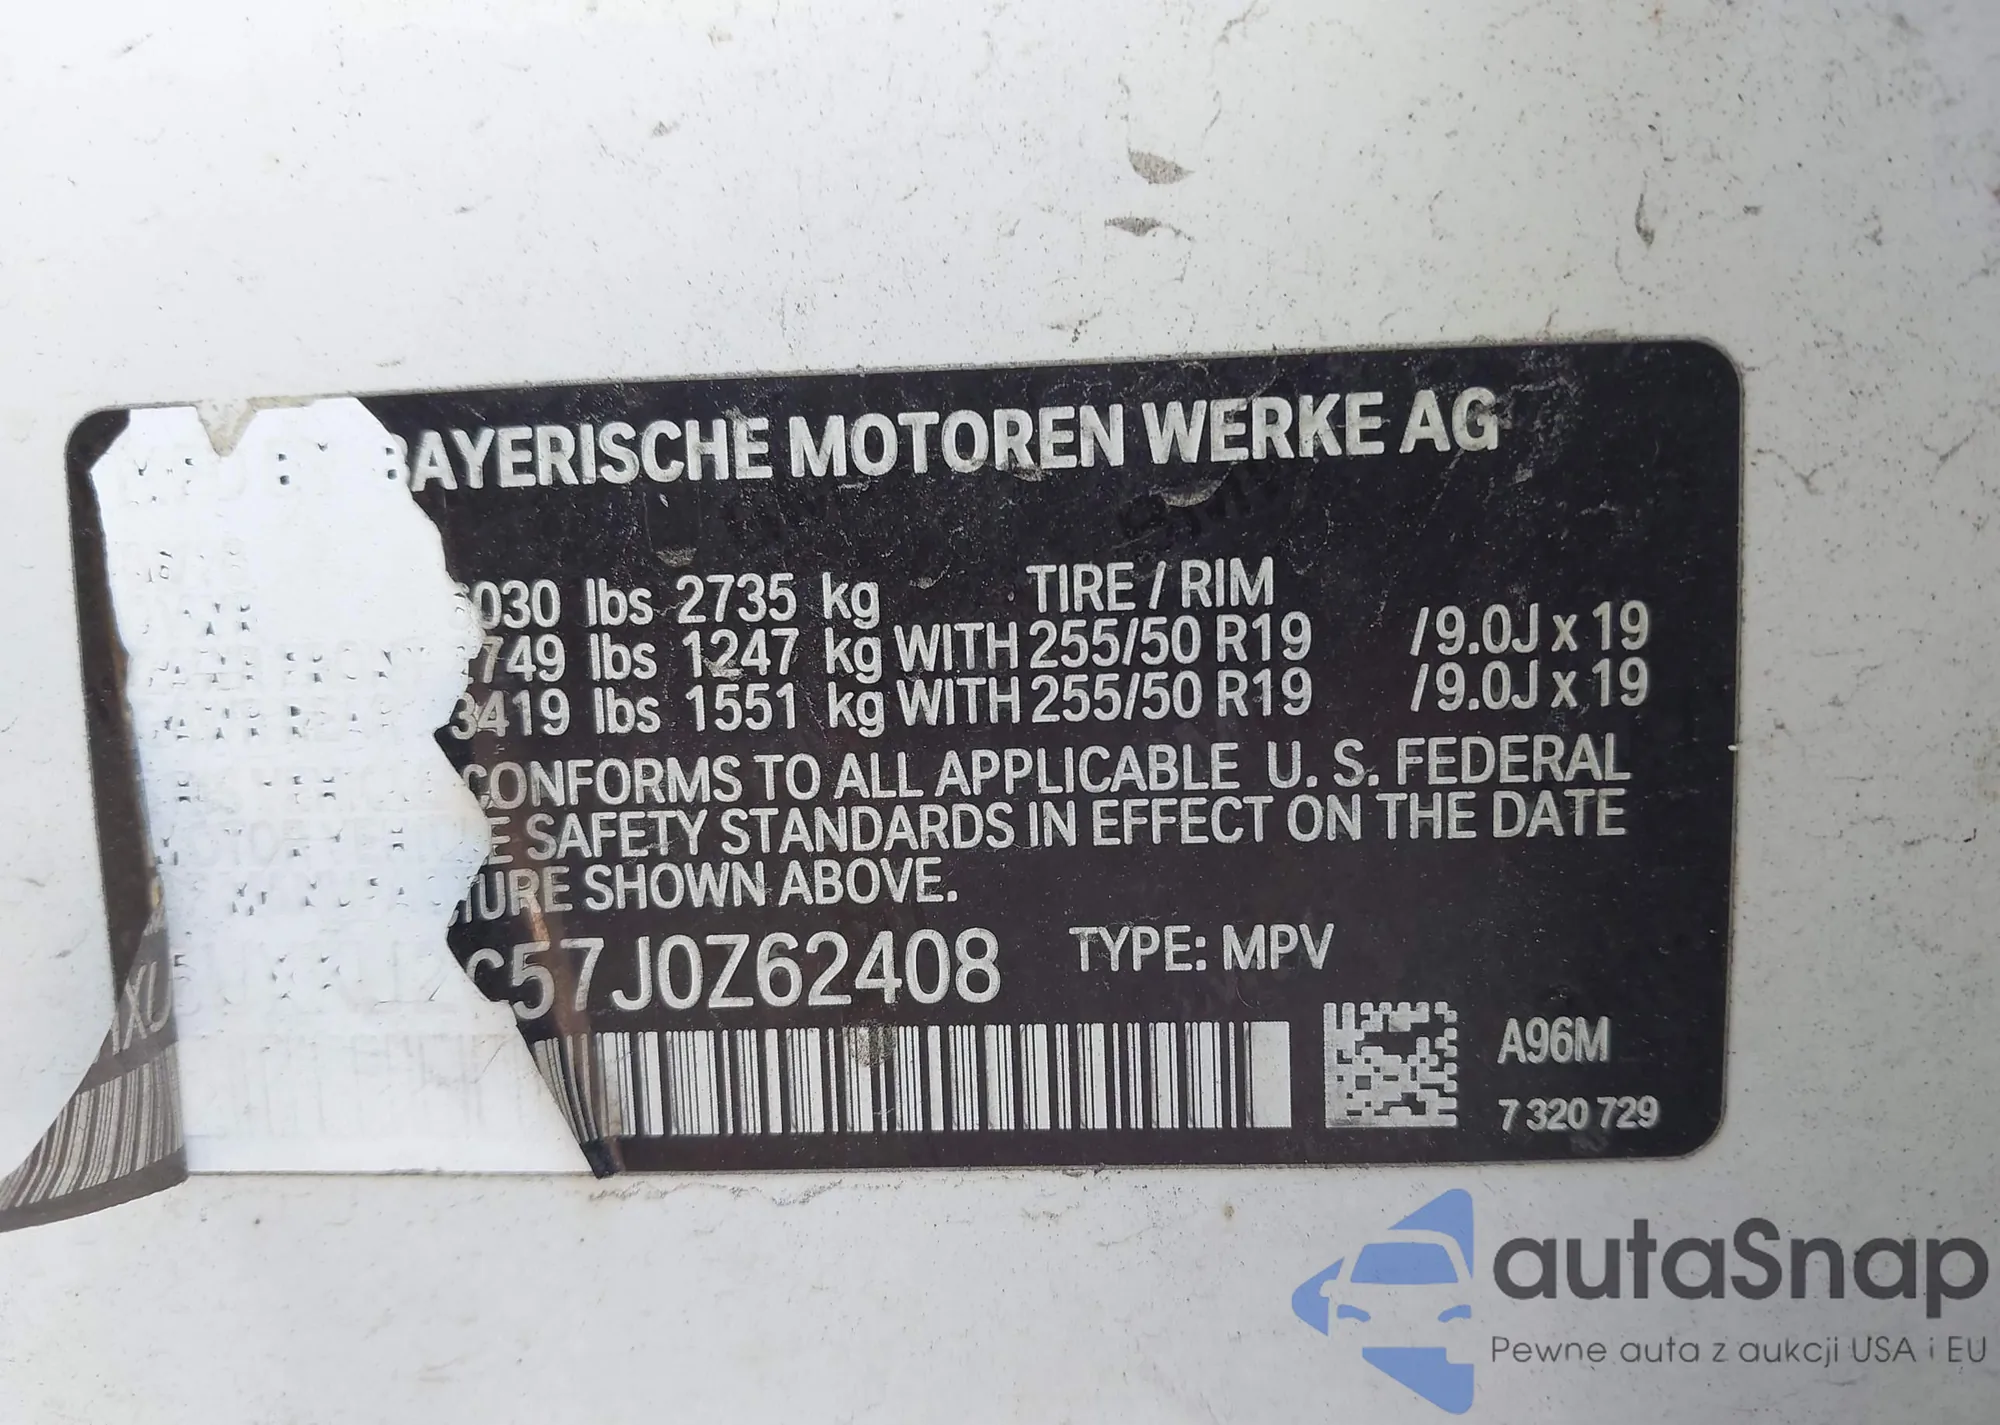 BAYERISCHE MOTOREN WERKE AG
6030 lbs 2735 kg TIRE / RIM
2749 lbs 1247 kg WITH 255/50 R19 /9.0J x 19
3419 lbs 1551 kg WITH 255/50 R19 /9.0J x 19
CONFORMS TO ALL APPLICABLE U. S. FEDERAL
SAFETY STANDARDS IN EFFECT ON THE DATE
SHOWN ABOVE.
C57J0Z62408 TYPE: MPV
A96M
7 320 729
autaSnap
Pewne auta z aukcji USA i EU